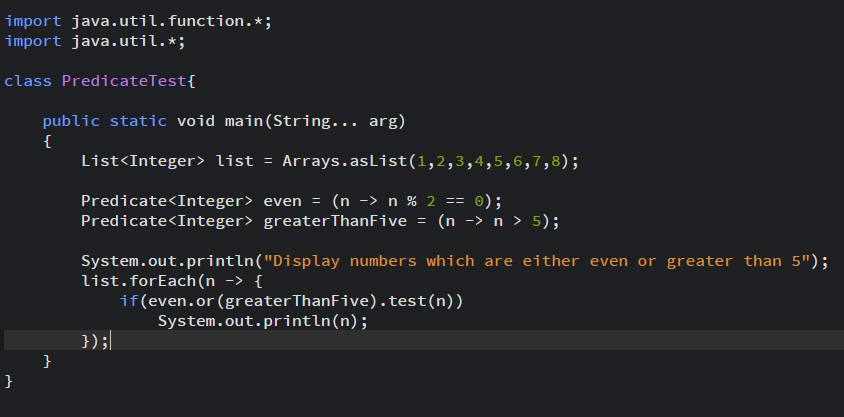 import java.util.function.*;
import java.util.*;
class PredicateTest{
public static void main(String... arg)
{
List<Integer> list = Arrays.asList(1,2,3,4,5,6,7,8);
Predicate<Integer> even = (n -> n % 2 == 0);
Predicate<Integer> greaterThanFive = (n -> n > 5);
System.out.println("Display numbers which are either even or greater than 5");
list.forEach(n -> {
if(even.or(greaterThanFive).test(n))
System.out.println(n);
});
}
}